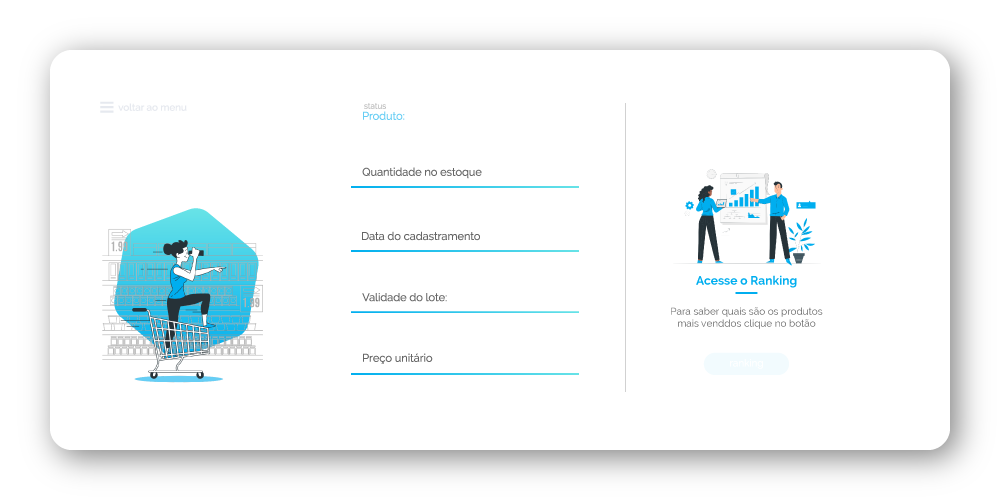 voltar ao menu
status
Produto:
Quantidade no estoque
Data do cadastramento
Validade do lote:
Preço unitário
Acesse o Ranking
Para saber quais são os produtos
mais venddos clique no botão